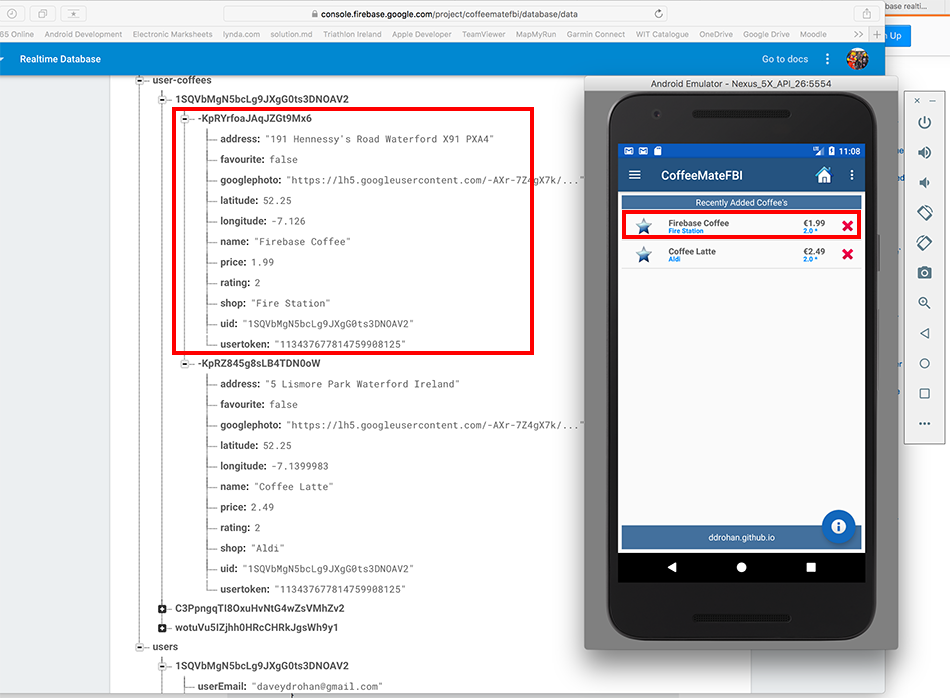 console.firebase.google.com/project/coffeematefbi/database/data
base realti...
65 Online Android Development Electronic Marksheets lynda.com solution.md Triathlon Ireland Apple Developer TeamViewer MapMyRun Garmin Connect WIT Catalogue OneDrive Google Drive Moodle >> +
Up
Realtime Database
Go to docs
user-coffees
1SQVbMgN5bcLg9JXgG0ts3DNOAV2
-KpRYrfoaJAqJZGt9Mx6
address: "191 Hennessy's Road Waterford X91 PXA4"
favourite: false
googlephoto: "https://lh5.googleusercontent.com/-AXr-7Z4gX7k/..."
latitude: 52.25
longitude: -7.126
name: "Firebase Coffee"
price: 1.99
rating: 2
shop: "Fire Station"
uid: "1SQVbMgN5bcLg9JXgG0ts3DNOAV2"
usertoken: "113437677814759908125"
-KpRZ845g8sLB4TDN0oW
address: "5 Lismore Park Waterford Ireland"
favourite: false
googlephoto: "https://lh5.googleusercontent.com/-AXr-7Z4gX7k/..."
latitude: 52.25
longitude: -7.1399983
name: "Coffee Latte"
price: 2.49
rating: 2
shop: "Aldi"
uid: "1SQVbMgN5bcLg9JXgG0ts3DNOAV2"
usertoken: "113437677814759908125"
C3PpngqTI8OxuHvNtG4wZsVMhZv2
wotuVu5IZjhh0HRcCHRkJgsWh9y1
users
1SQVbMgN5bcLg9JXgG0ts3DNOAV2
userEmail: "daveydrohan@gmail.com"
Android Emulator - Nexus_5X_API_26:5554
11:08
CoffeeMateFBI
Recently Added Coffee's
Firebase Coffee €1.99
Fire Station 2.0 *
Coffee Latte €2.49
Aldi 2.0 *
ddrohan.github.io